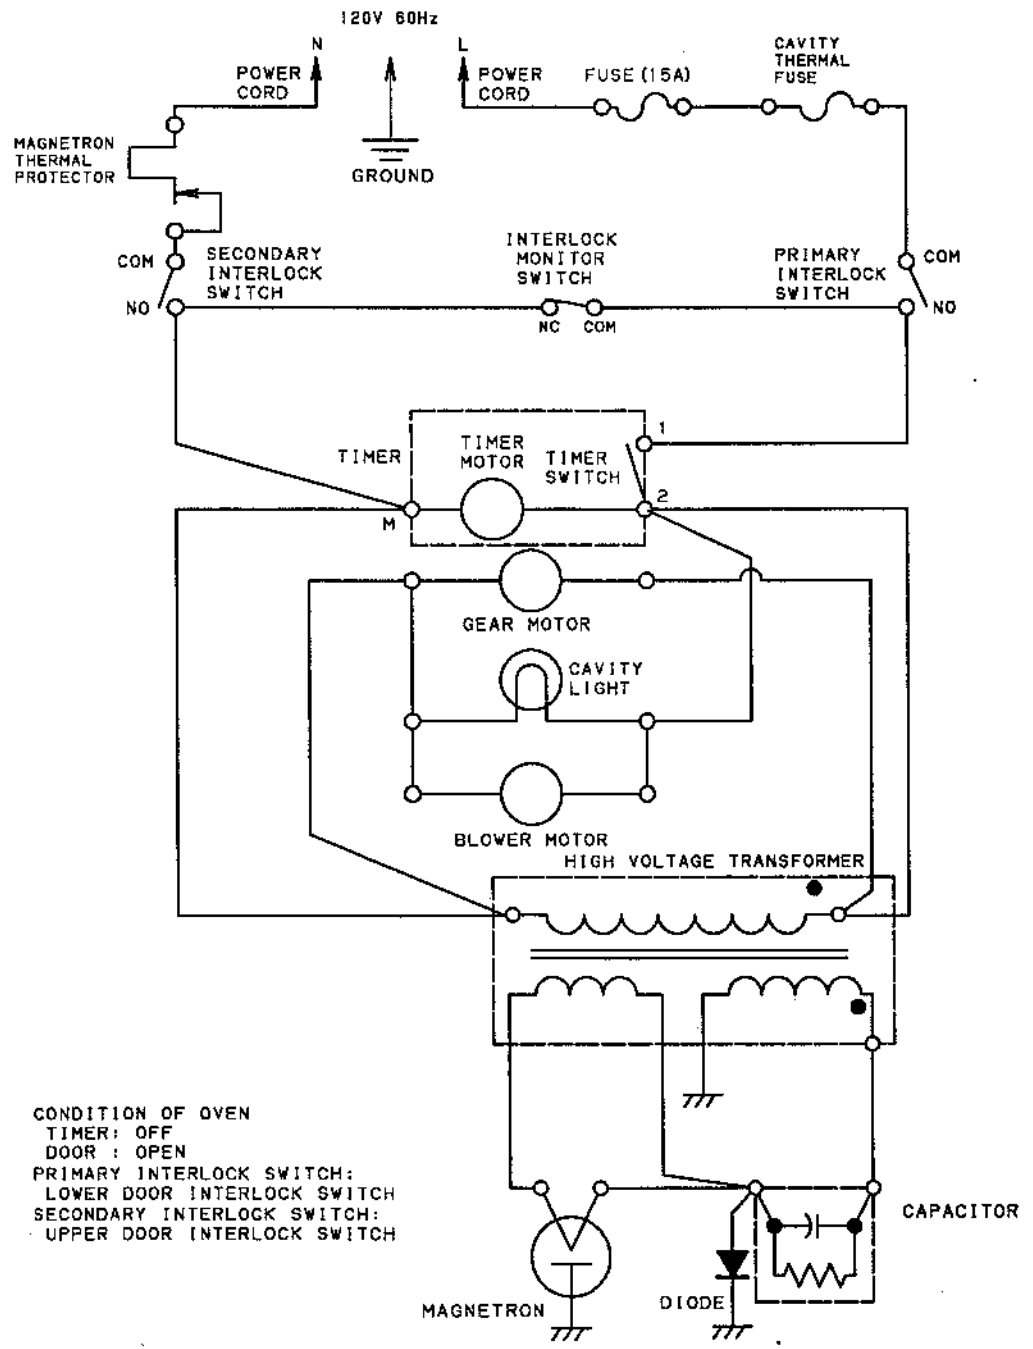 120V 60Hz
N
L
POWER
CORD
POWER
CORD
FUSE (15A)
CAVITY
THERMAL
FUSE
MAGNETRON
THERMAL
PROTECTOR
GROUND
COM
SECONDARY
INTERLOCK
SWITCH
NO
INTERLOCK
MONITOR
SWITCH
NC
COM
PRIMARY
INTERLOCK
SWITCH
COM
NO
TIMER
TIMER
MOTOR
TIMER
SWITCH
1
2
M
GEAR MOTOR
CAVITY
LIGHT
BLOWER MOTOR
HIGH VOLTAGE TRANSFORMER
CONDITION OF OVEN
TIMER: OFF
DOOR : OPEN
PRIMARY INTERLOCK SWITCH:
LOWER DOOR INTERLOCK SWITCH
SECONDARY INTERLOCK SWITCH:
UPPER DOOR INTERLOCK SWITCH
MAGNETRON
DIODE
CAPACITOR